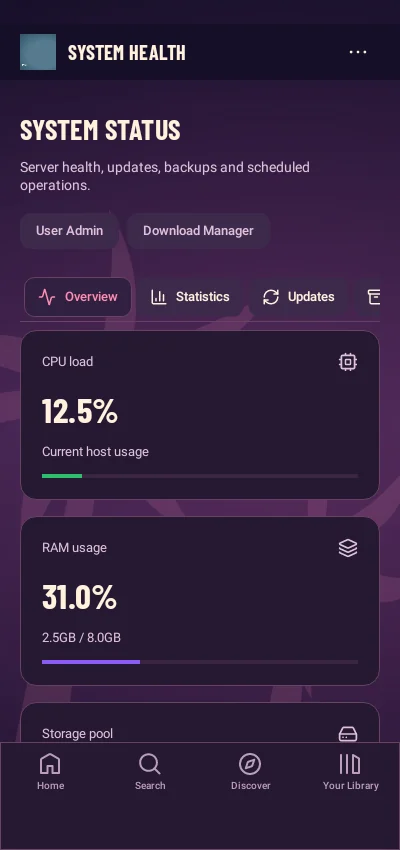 SYSTEM HEALTH
SYSTEM STATUS
Server health, updates, backups and scheduled
operations.
User Admin
Download Manager
Overview
Statistics
Updates
CPU load
12.5%
Current host usage
RAM usage
31.0%
2.5GB / 8.0GB
Storage pool
Home
Search
Discover
Your Library